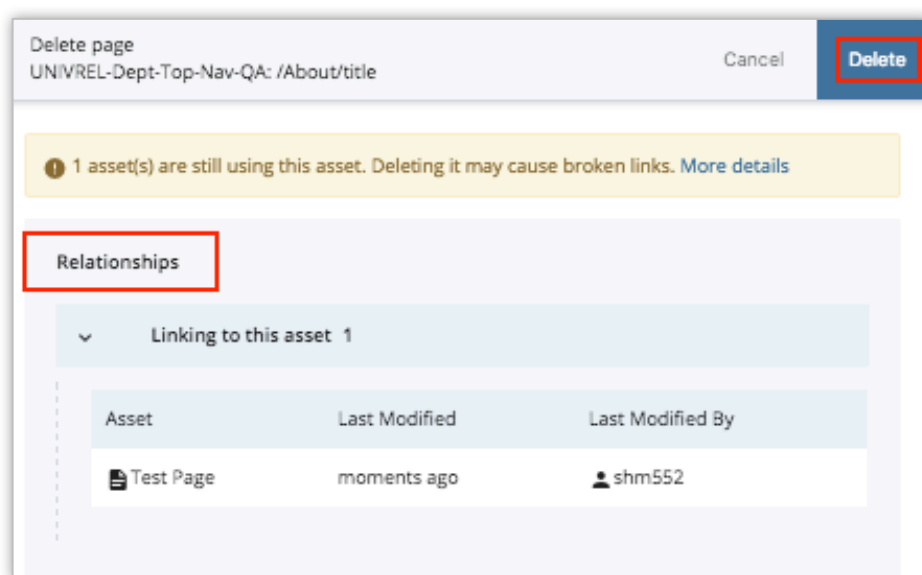 Delete page
UNIVREL-Dept-Top-Nav-QA: /About/title
Cancel
Delete
1 asset(s) are still using this asset. Deleting it may cause broken links. More details
Relationships
Linking to this asset 1
Asset Last Modified Last Modified By
Test Page moments ago shm552